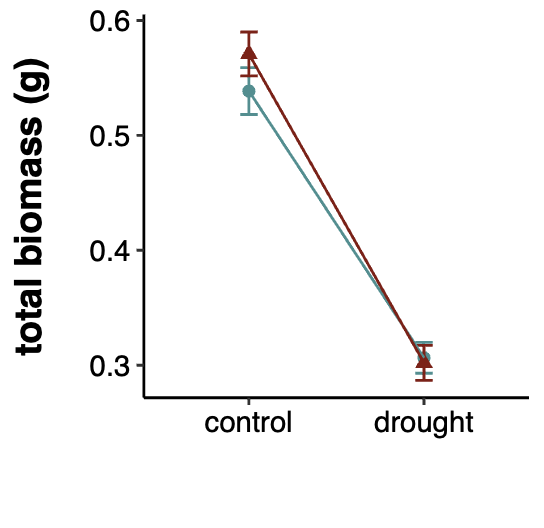 total biomass (g)
0.6
0.5
0.4
0.3
control
drought